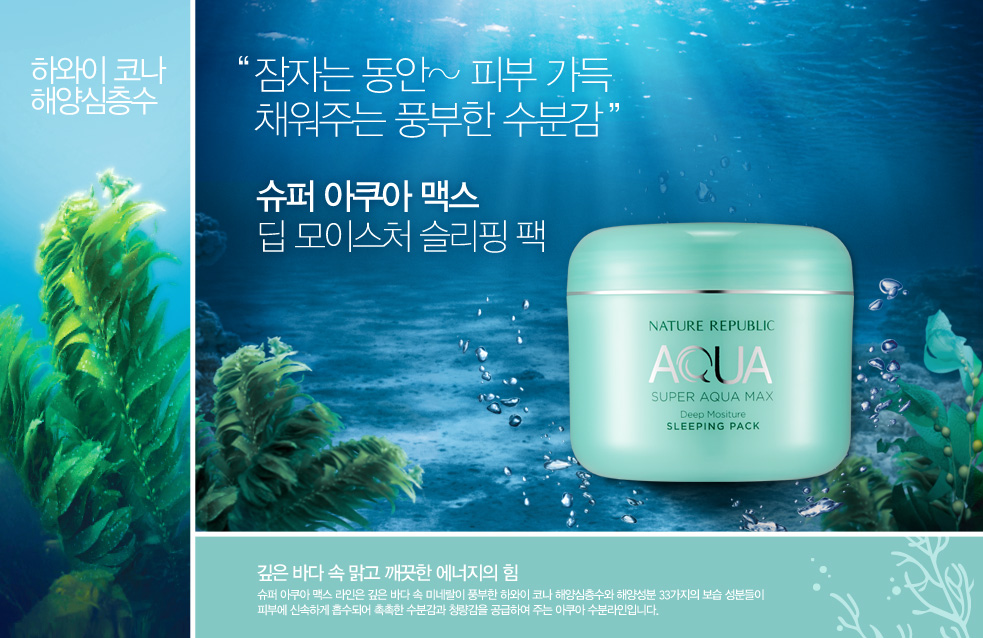 하와이 코나
해양심층수
“ 잠자는 동안~ 피부 가득
채워주는 풍부한 수분감 ”
슈퍼 아쿠아 맥스
딥 모이스처 슬리핑 팩
NATURE REPUBLIC
AQUA
SUPER AQUA MAX
Deep Mositure
SLEEPING PACK
깊은 바다 속 맑고 깨끗한 에너지의 힘
슈퍼 아쿠아 맥스 라인은 깊은 바다 속 미네랄이 풍부한 하와이 코나 해양심층수와 해양성분 33가지의 보습 성분들이
피부에 신속하게 흡수되어 촉촉한 수분감과 청량감을 공급하여 주는 아쿠아 수분라인입니다.